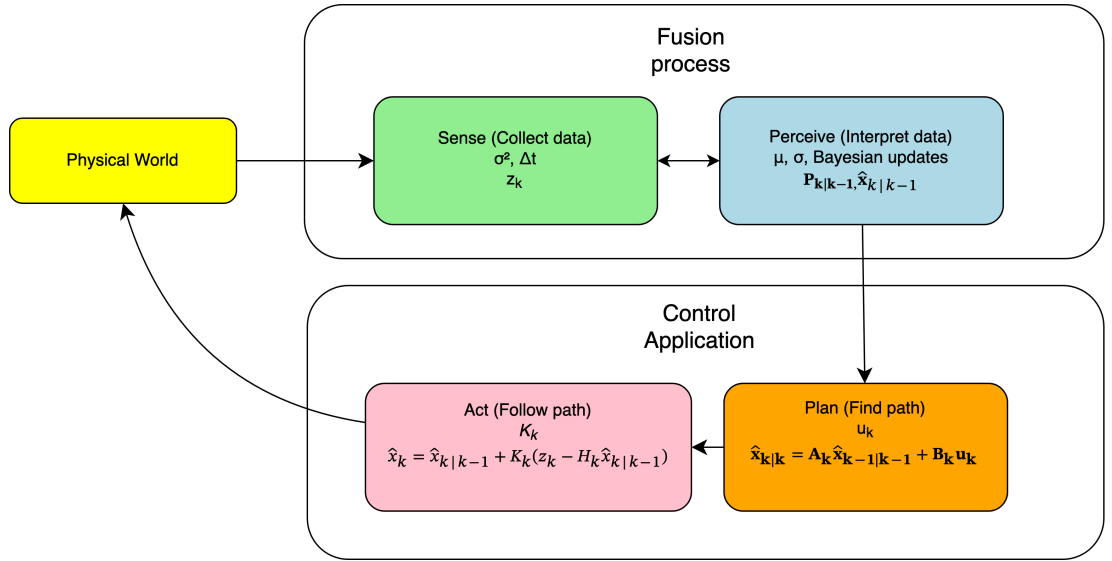 Fusion
process
Physical World
Sense (Collect data)
σ², Δt
zₖ
Perceive (Interpret data)
μ, σ, Bayesian updates
𝐏ₖ|ₖ₋₁, x̂ₖ|ₖ₋₁
Control
Application
Act (Follow path)
Kₖ
x̂ₖ = x̂ₖ|ₖ₋₁ + Kₖ(zₖ − Hₖx̂ₖ|ₖ₋₁)
Plan (Find path)
uₖ
x̂ₖ|ₖ = Aₖx̂ₖ₋₁|ₖ₋₁ + Bₖuₖ